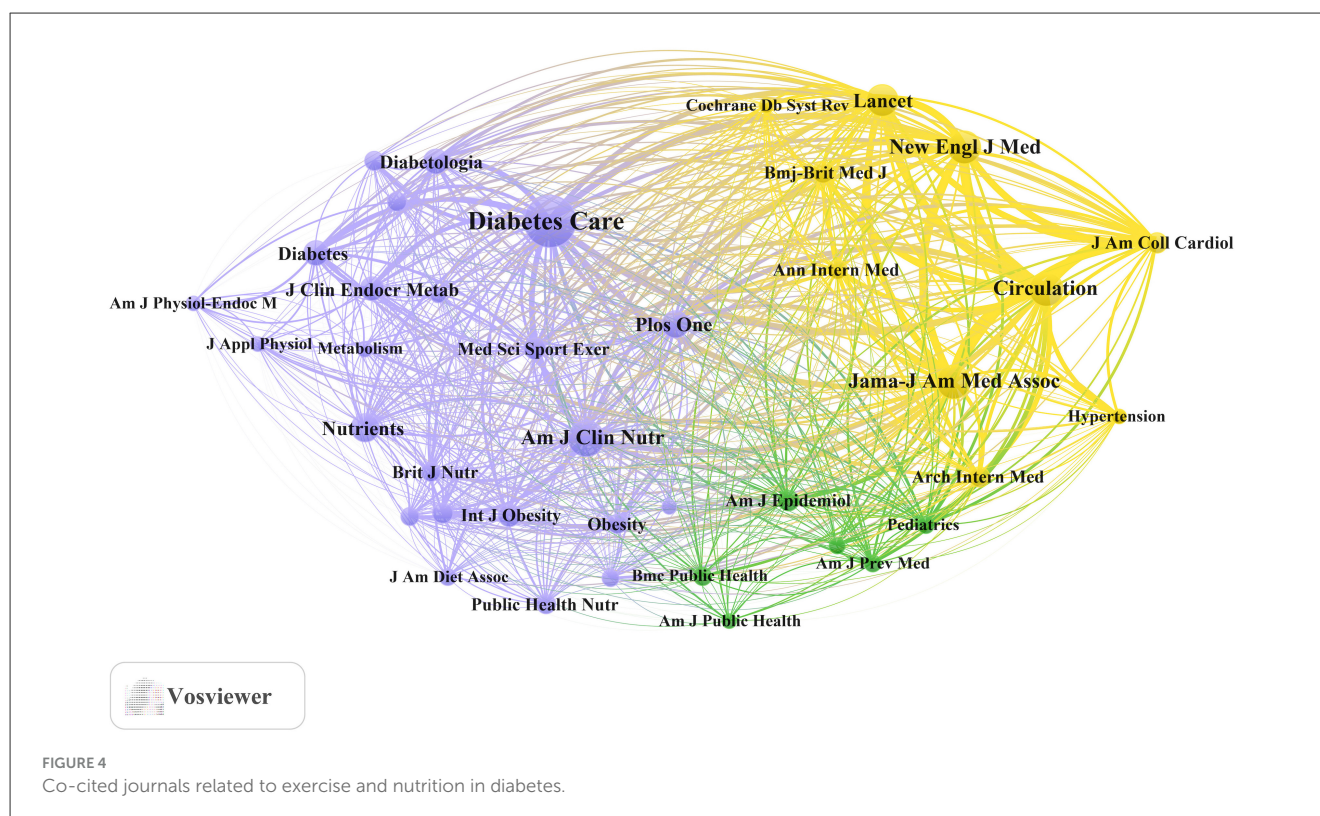 Cochrane Db Syst Rev
Lancet
New Engl J Med
Diabetologia
Bmj-Brit Med J
Diabetes Care
J Am Coll Cardiol
Diabetes
Ann Intern Med
J Clin Endocr Metab
Circulation
Am J Physiol-Endoc M
Plos One
J Appl Physiol
Metabolism
Med Sci Sport Exer
Jama-J Am Med Assoc
Hypertension
Nutrients
Am J Clin Nutr
Brit J Nutr
Arch Intern Med
Am J Epidemiol
Int J Obesity
Obesity
Pediatrics
Am J Prev Med
J Am Diet Assoc
Bmc Public Health
Public Health Nutr
Am J Public Health
Vosviewer
FIGURE 4
Co-cited journals related to exercise and nutrition in diabetes.